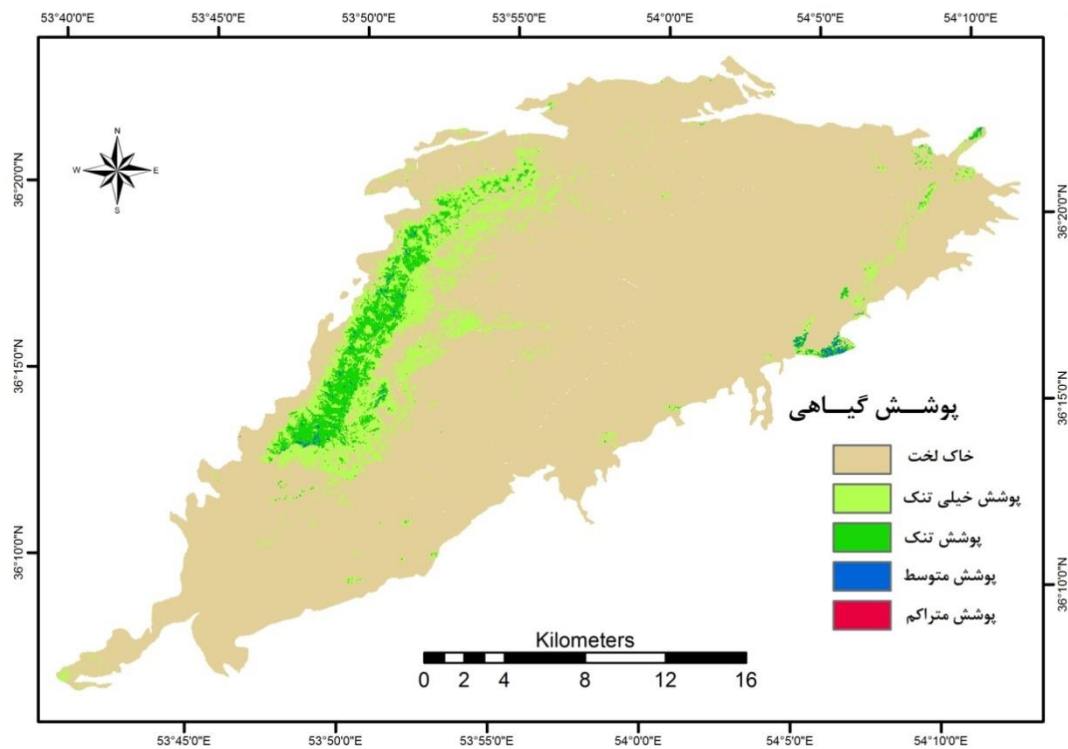 53°40'0"E 53°45'0"E 53°50'0"E 53°55'0"E 54°0'0"E 54°5'0"E 54°10'0"E
N
W E
S
36°20'0"N
36°15'0"N
36°10'0"N
36°20'0"N
36°15'0"N
36°10'0"N
پوشــش گیــاهی
خاک لخت
پوشش خیلی تنک
پوشش تنک
پوشش متوسط
پوشش متراکم
Kilometers
0 2 4 8 12 16
53°45'0"E 53°50'0"E 53°55'0"E 54°0'0"E 54°5'0"E 54°10'0"E